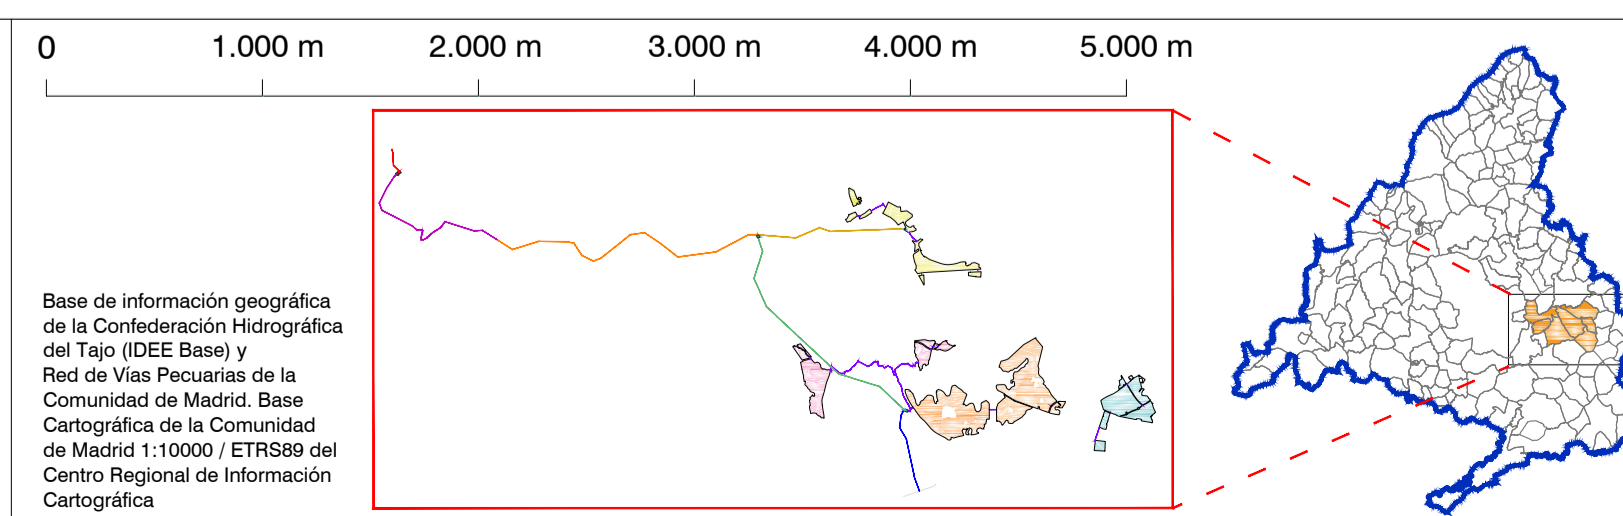 0 1.000 m 2.000 m 3.000 m 4.000 m 5.000 m
Base de información geográfica
de la Confederación Hidrográfica
del Tajo (IDEE Base) y
Red de Vías Pecuarias de la
Comunidad de Madrid. Base
Cartográfica de la Comunidad
de Madrid 1:10000 / ETRS89 del
Centro Regional de Información
Cartográfica